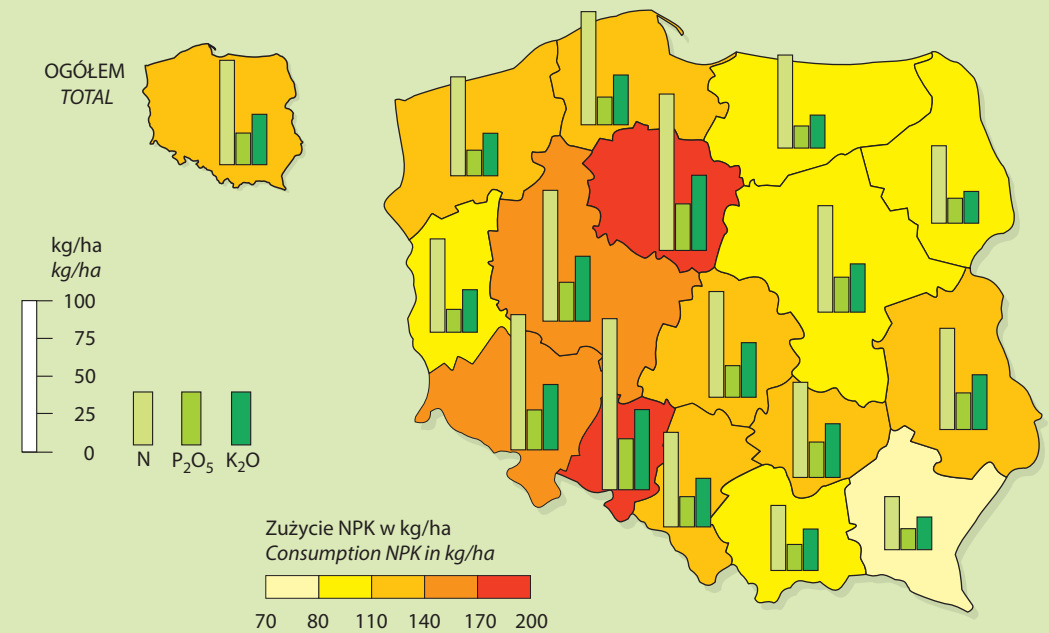 OGÓŁEM
TOTAL
kg/ha
kg/ha
100
75
50
25
0
N P₂O₅ K₂O
Zużycie NPK w kg/ha
Consumption NPK in kg/ha
70 80 110 140 170 200